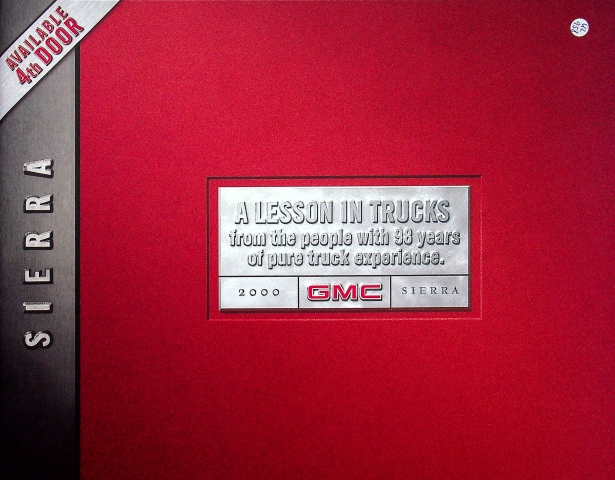 AVAILABLE
4th DOOR
SIERRA
A LESSON IN TRUCKS
from the people with 98 years
of pure truck experience.
2000 GMC SIERRA